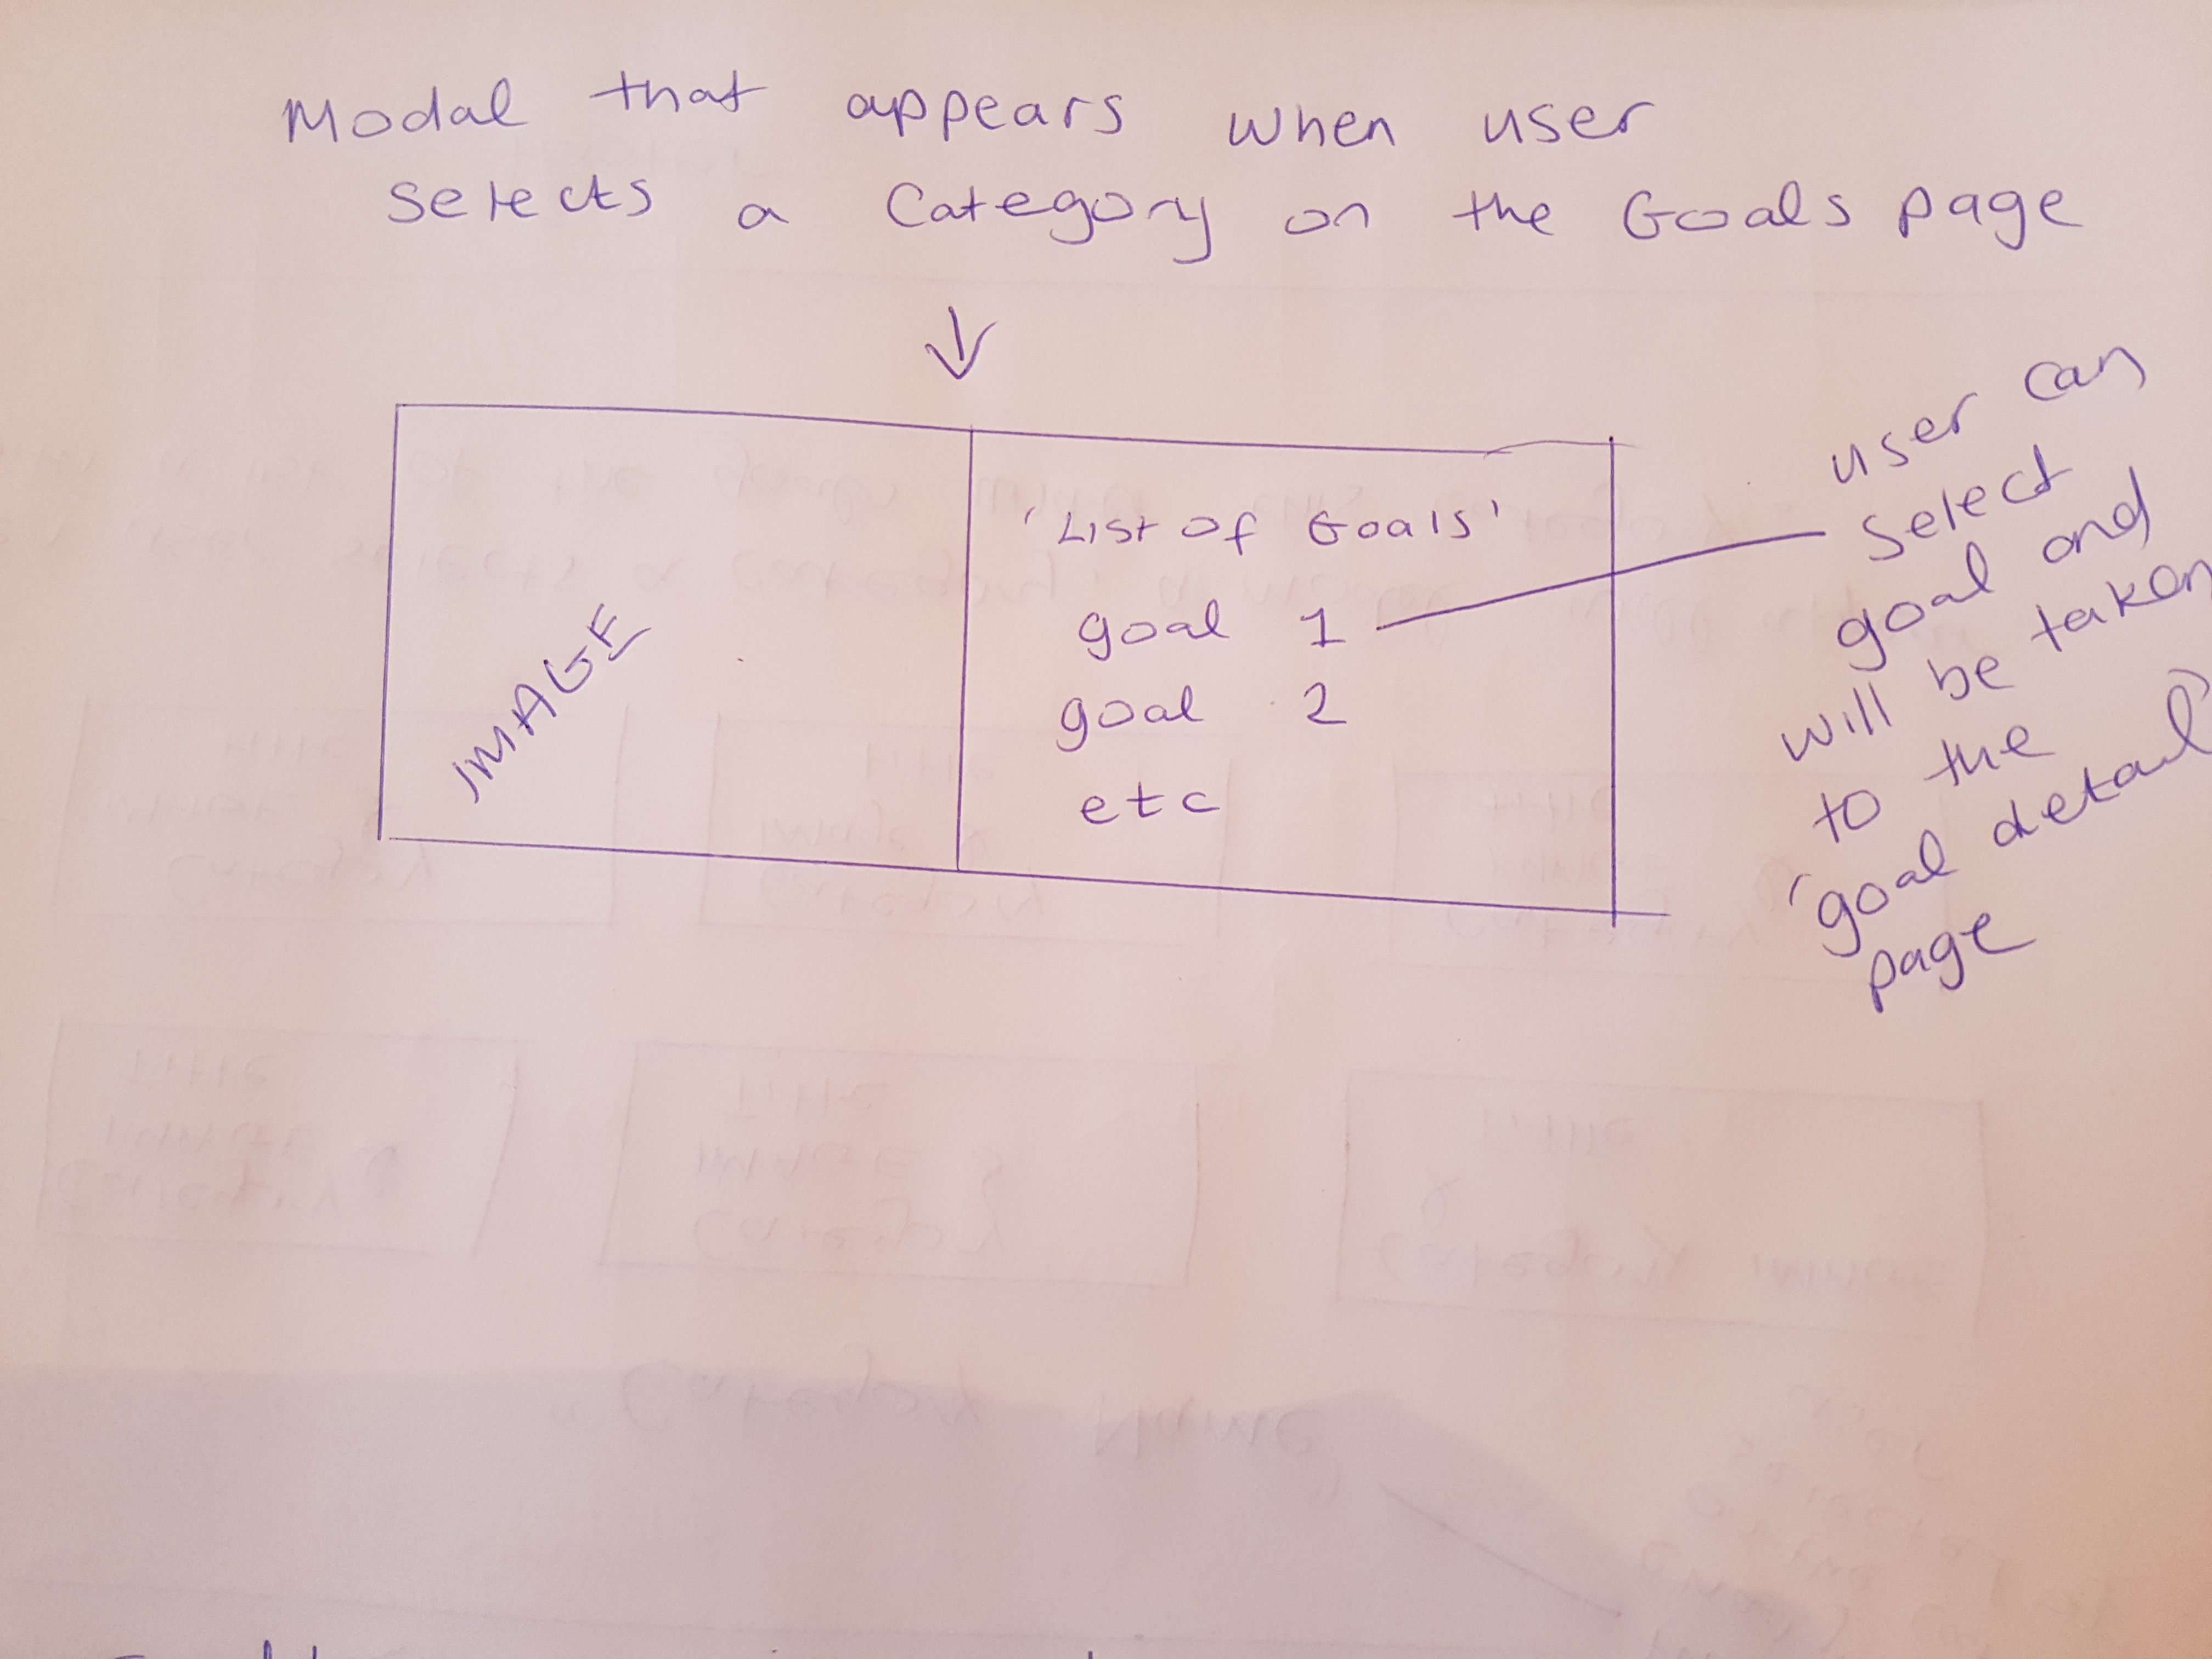 Modal that appears when user
selects a Category on the Goals page
IMAGE
'List of Goals'
goal 1
goal 2
etc
user can
select
goal and
will be taken
to the
'goal detail'
page